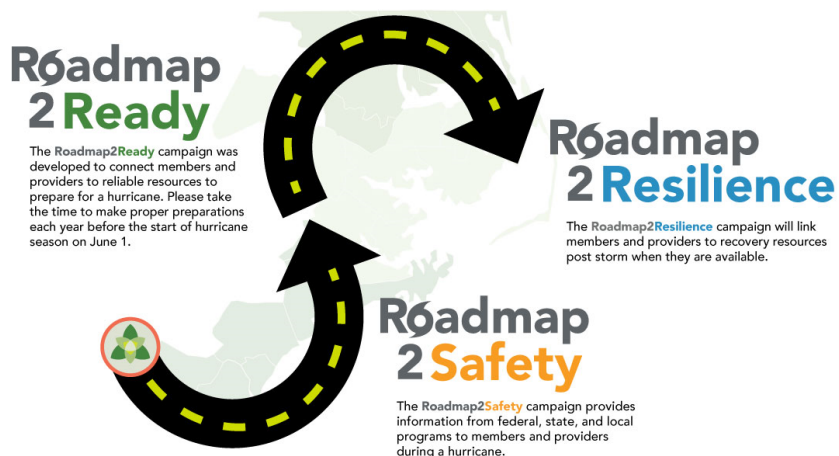 Roadmap
2 Ready
The Roadmap2Ready campaign was
developed to connect members and
providers to reliable resources to
prepare for a hurricane. Please take
the time to make proper preparations
each year before the start of hurricane
season on June 1.
Roadmap
2 Resilience
The Roadmap2Resilience campaign will link
members and providers to recovery resources
post storm when they are available.
Roadmap
2 Safety
The Roadmap2Safety campaign provides
information from federal, state, and local
programs to members and providers
during a hurricane.